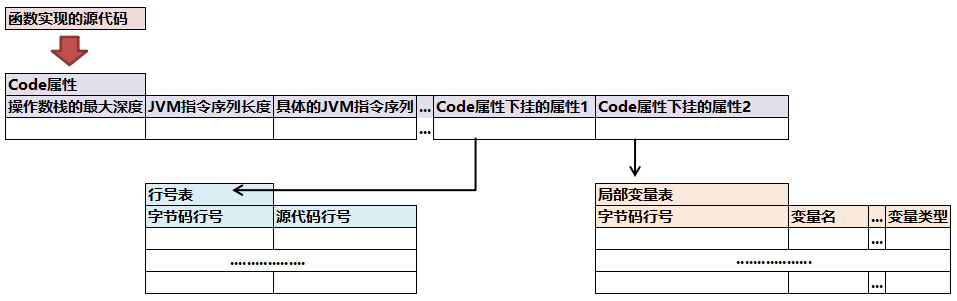 函数实现的源代码
Code属性
操作数栈的最大深度 JVM指令序列长度 具体的JVM指令序列 ... Code属性下挂的属性1 Code属性下挂的属性2
...
行号表
字节码行号 源代码行号
..................
局部变量表
字节码行号 变量名 ... 变量类型
...
..................
...